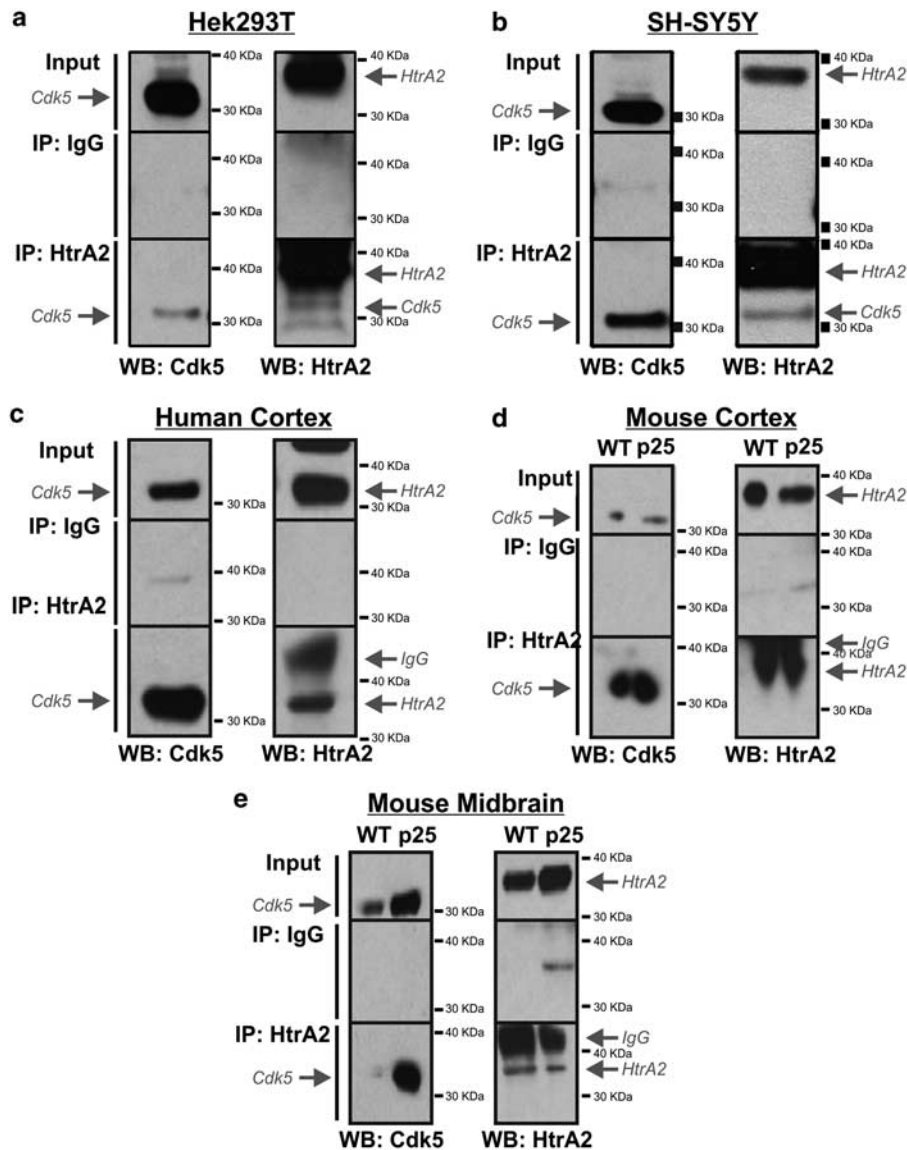 a
Hek293T
Input
Cdk5
40 KDa
30 KDa
40 KDa
HtrA2
30 KDa
IP: IgG
40 KDa
30 KDa
40 KDa
30 KDa
IP: HtrA2
Cdk5
40 KDa
30 KDa
40 KDa
HtrA2
Cdk5
30 KDa
WB: Cdk5
WB: HtrA2
b
SH-SY5Y
Input
Cdk5
30 KDa
40 KDa
HtrA2
30 KDa
IP: IgG
40 KDa
30 KDa
40 KDa
30 KDa
IP: HtrA2
Cdk5
40 KDa
30 KDa
40 KDa
HtrA2
Cdk5
30 KDa
WB: Cdk5
WB: HtrA2
c
Human Cortex
Input
Cdk5
30 KDa
40 KDa
HtrA2
30 KDa
IP: IgG
40 KDa
30 KDa
40 KDa
30 KDa
IP: HtrA2
Cdk5
30 KDa
IgG
40 KDa
HtrA2
30 KDa
WB: Cdk5
WB: HtrA2
d
Mouse Cortex
WT p25
WT p25
Input
Cdk5
30 KDa
40 KDa
HtrA2
30 KDa
IP: IgG
40 KDa
30 KDa
40 KDa
30 KDa
IP: HtrA2
Cdk5
40 KDa
30 KDa
IgG
40 KDa
HtrA2
30 KDa
WB: Cdk5
WB: HtrA2
e
Mouse Midbrain
WT p25
WT p25
Input
Cdk5
30 KDa
40 KDa
HtrA2
30 KDa
IP: IgG
40 KDa
30 KDa
40 KDa
30 KDa
IP: HtrA2
Cdk5
40 KDa
30 KDa
IgG
40 KDa
HtrA2
30 KDa
WB: Cdk5
WB: HtrA2